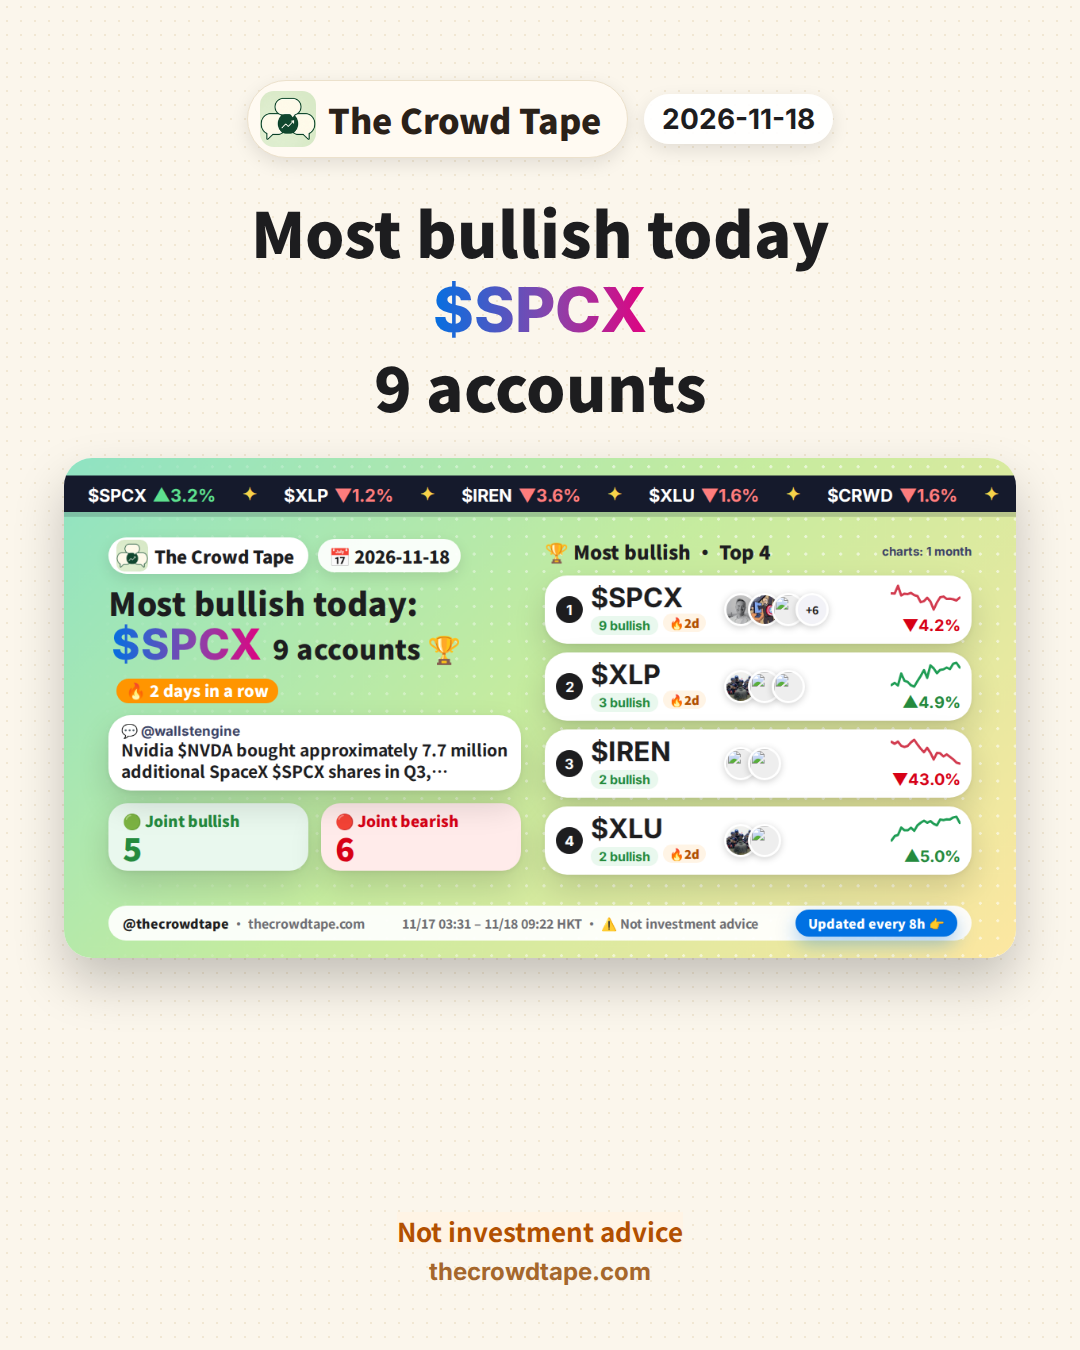 The Crowd Tape
2026-11-18
Most bullish today
$SPCX
9 accounts
$SPCX ▲3.2% ✦ $XLP ▼1.2% ✦ $IREN ▼3.6% ✦ $XLU ▼1.6% ✦ $CRWD ▼1.6% ✦
The Crowd Tape
📅 2026-11-18
Most bullish today:
$SPCX 9 accounts 🏆
🔥 2 days in a row
💬 @wallstengine
Nvidia $NVDA bought approximately 7.7 million
additional SpaceX $SPCX shares in Q3,⋯
🟢 Joint bullish
5
🔴 Joint bearish
6
🏆 Most bullish • Top 4
charts: 1 month
1 $SPCX
9 bullish 🔥2d
+6
▼4.2%
2 $XLP
3 bullish 🔥2d
▲4.9%
3 $IREN
2 bullish
▼43.0%
4 $XLU
2 bullish 🔥2d
▲5.0%
@thecrowdtape • thecrowdtape.com
11/17 03:31 – 11/18 09:22 HKT • ⚠️ Not investment advice
Updated every 8h 👉
Not investment advice
thecrowdtape.com